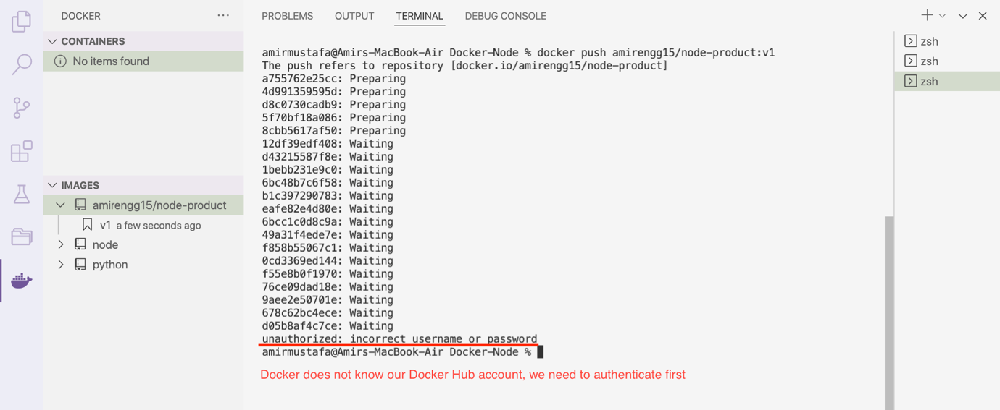 DOCKER
PROBLEMS OUTPUT TERMINAL DEBUG CONSOLE
CONTAINERS
No items found
IMAGES
amirengg15/node-product
v1 a few seconds ago
node
python
amirmustafa@Amirs-MacBook-Air Docker-Node % docker push amirengg15/node-product:v1
The push refers to repository [docker.io/amirengg15/node-product]
a755762e25cc: Preparing
4d991359595d: Preparing
d8c0730cadb9: Preparing
5f70bf18a086: Preparing
8cbb5617af50: Preparing
12df39edf408: Waiting
d43215587f8e: Waiting
1bebb231e9c0: Waiting
6bc48b7c6f58: Waiting
b1c397290783: Waiting
eafe82e4d80e: Waiting
6bcc1c0d8c9a: Waiting
49a31f4ede7e: Waiting
f858b55067c1: Waiting
0cd3369ed144: Waiting
f55e8b0f1970: Waiting
76ce09dad18e: Waiting
9aee2e50701e: Waiting
678c62bc4ece: Waiting
d05b8af4c7ce: Waiting
unauthorized: incorrect username or password
amirmustafa@Amirs-MacBook-Air Docker-Node %
Docker does not know our Docker Hub account, we need to authenticate first
zsh
zsh
zsh